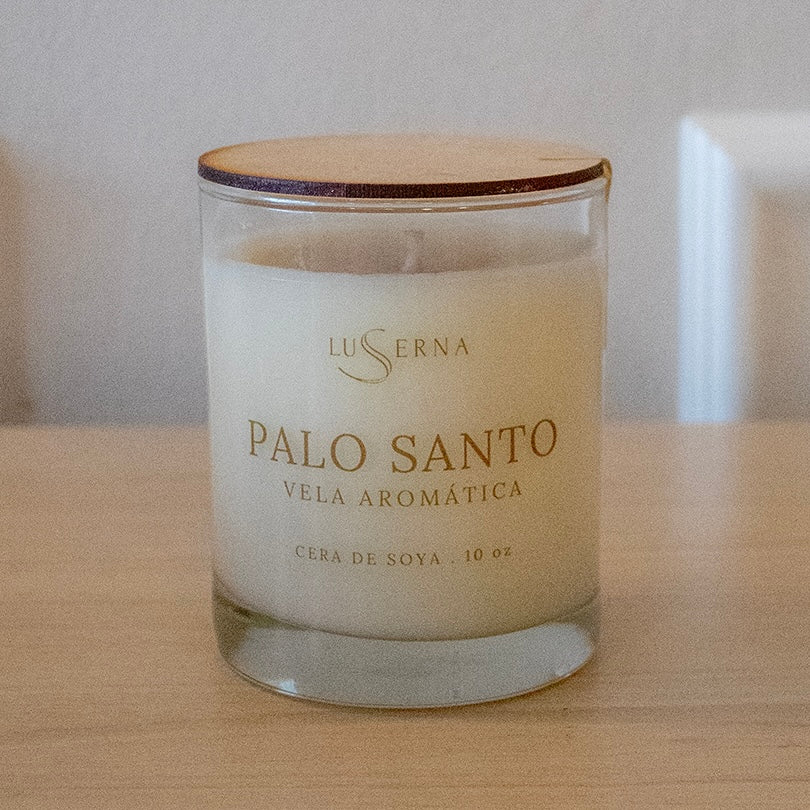 LUSERNA
PALO SANTO
VELA AROMÁTICA
CERA DE SOYA . 10 oz